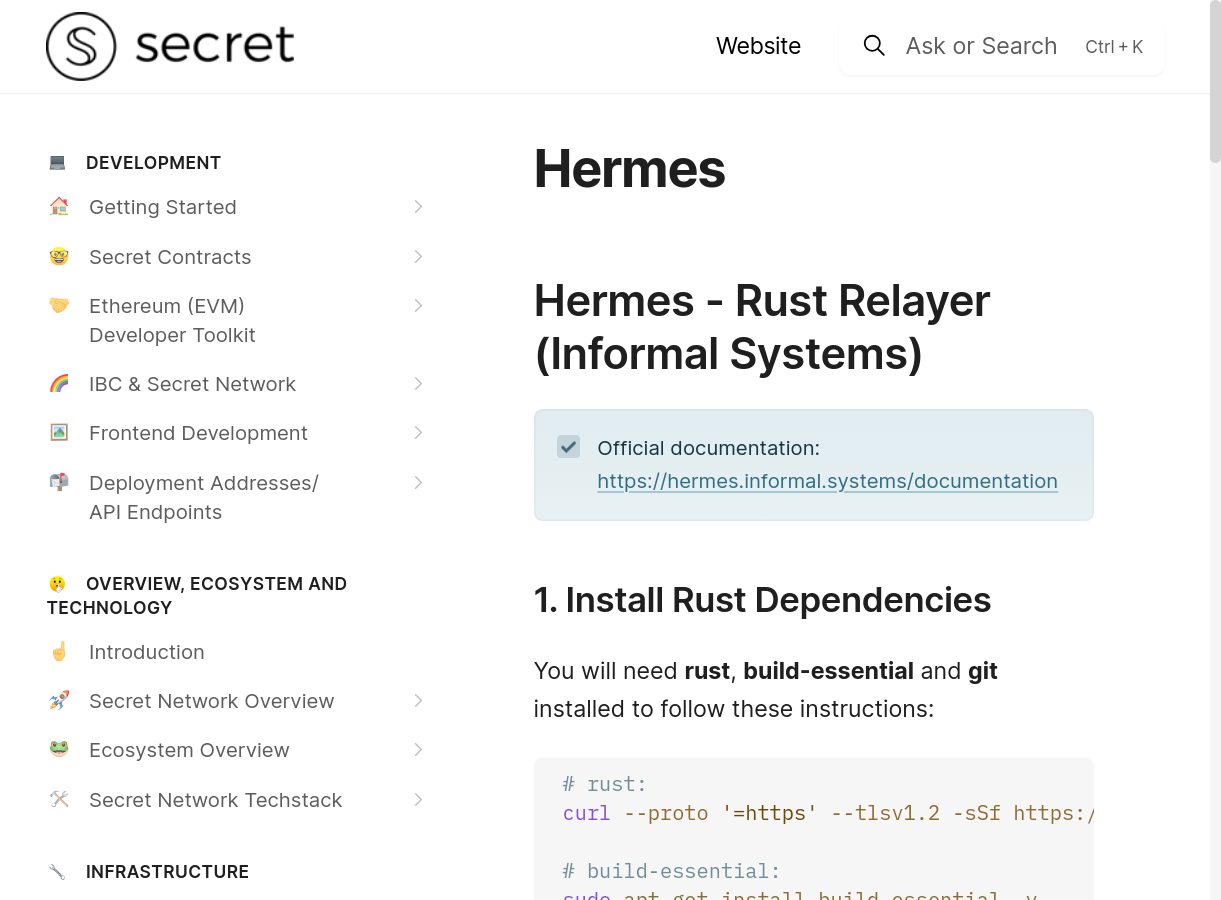 secret
Website
Ask or Search
Ctrl + K
DEVELOPMENT
Getting Started
Secret Contracts
Ethereum (EVM)
Developer Toolkit
IBC & Secret Network
Frontend Development
Deployment Addresses/
API Endpoints
OVERVIEW, ECOSYSTEM AND
TECHNOLOGY
Introduction
Secret Network Overview
Ecosystem Overview
Secret Network Techstack
INFRASTRUCTURE
Hermes
Hermes - Rust Relayer
(Informal Systems)
Official documentation:
https://hermes.informal.systems/documentation
1. Install Rust Dependencies
You will need rust, build-essential and git
installed to follow these instructions:
# rust:
curl --proto '=https' --tlsv1.2 -sSf https:/
# build-essential:
sudo apt-get install build-essential -y